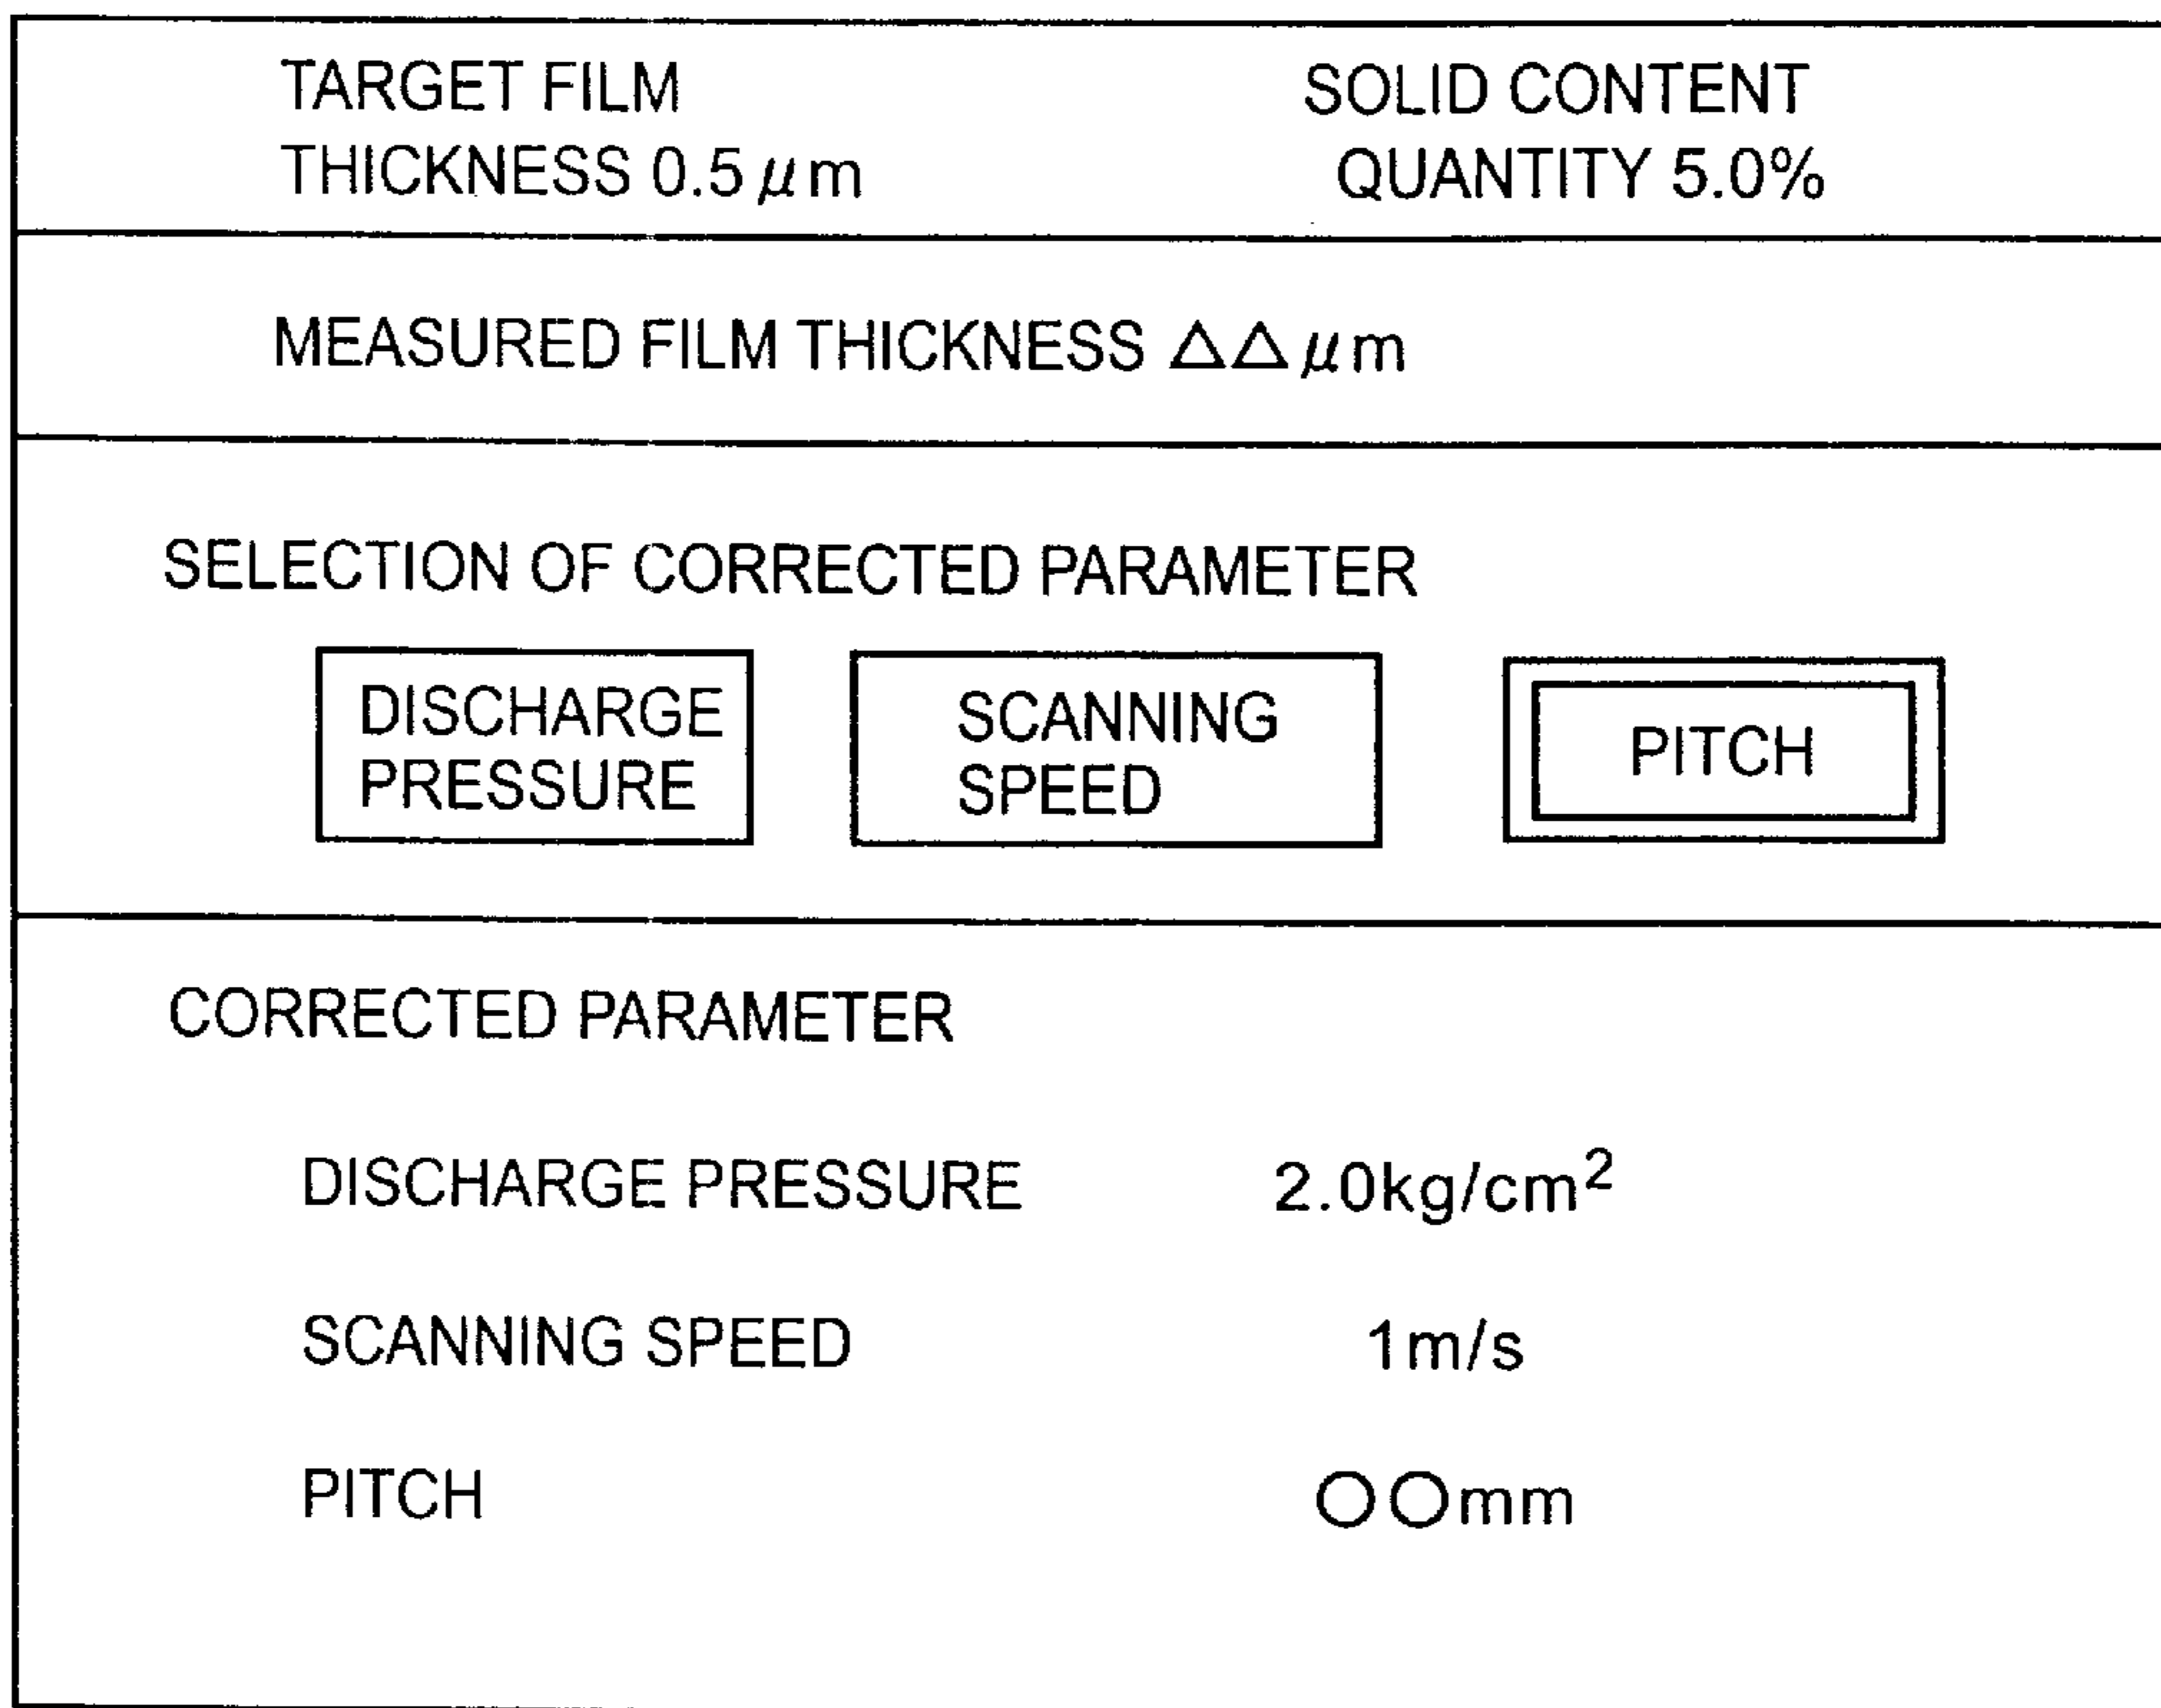 TARGET FILM
THICKNESS 0.5μm
SOLID CONTENT
QUANTITY 5.0%
MEASURED FILM THICKNESS △△μm
SELECTION OF CORRECTED PARAMETER
DISCHARGE
PRESSURE
SCANNING
SPEED
PITCH
CORRECTED PARAMETER
DISCHARGE PRESSURE 2.0kg/cm²
SCANNING SPEED 1m/s
PITCH ○○mm